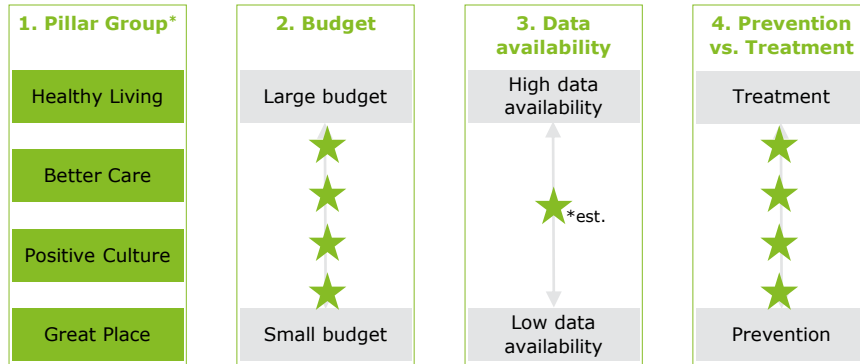 1. Pillar Group*
Healthy Living
Better Care
Positive Culture
Great Place
2. Budget
Large budget
Small budget
3. Data
availability
High data
availability
*est.
Low data
availability
4. Prevention
vs. Treatment
Treatment
Prevention